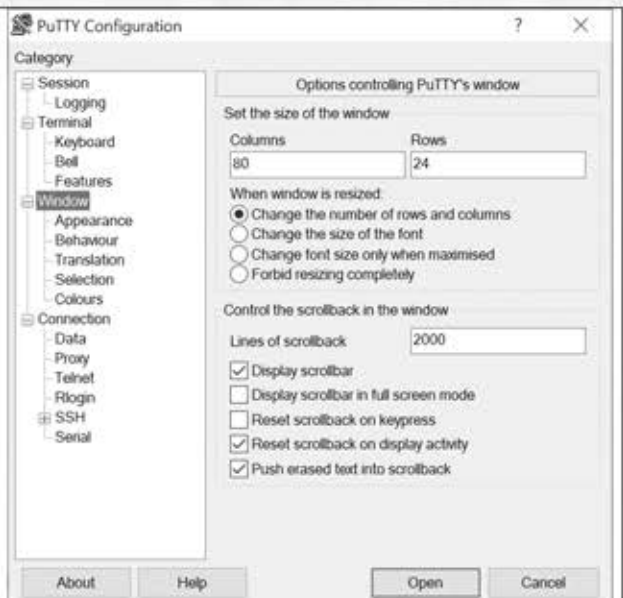 PuTTY Configuration ? ×
Category
Session
Logging
Terminal
Keyboard
Bell
Features
Window
Appearance
Behaviour
Translation
Selection
Colours
Connection
Data
Proxy
Telnet
Rlogin
SSH
Serial
Options controlling PuTTY's window
Set the size of the window
Columns Rows
80 24
When window is resized:
Change the number of rows and columns
Change the size of the font
Change font size only when maximised
Forbid resizing completely
Control the scrollback in the window
Lines of scrollback 2000
Display scrollbar
Display scrollbar in full screen mode
Reset scrollback on keypress
Reset scrollback on display activity
Push erased text into scrollback
About Help Open Cancel